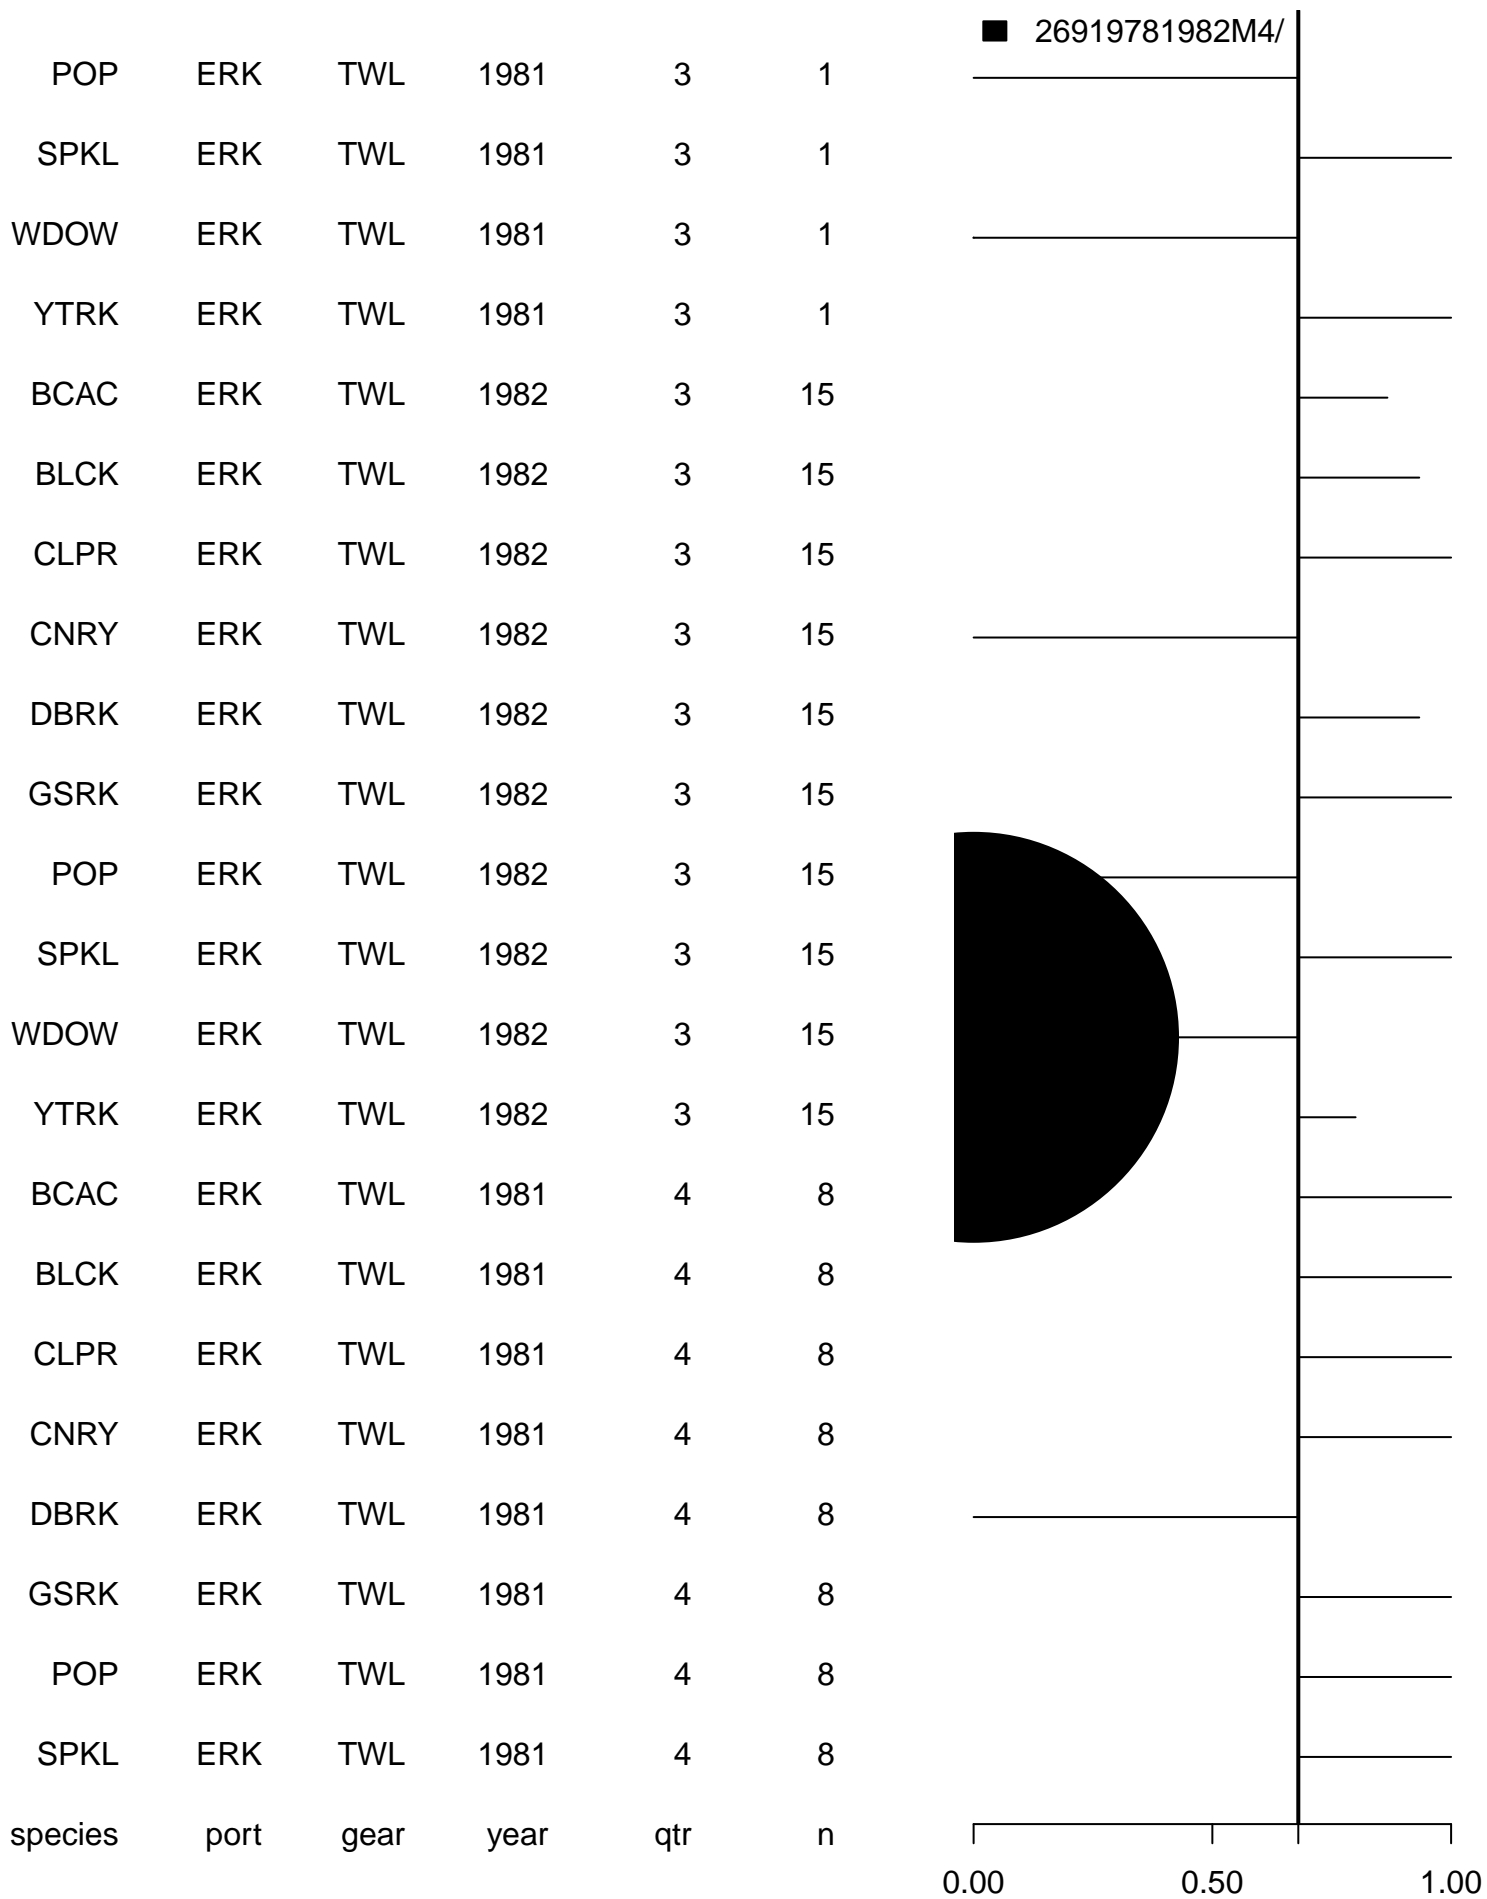 26919781982M4/
POP ERK TWL 1981 3 1
SPKL ERK TWL 1981 3 1
WDOW ERK TWL 1981 3 1
YTRK ERK TWL 1981 3 1
BCAC ERK TWL 1982 3 15
BLCK ERK TWL 1982 3 15
CLPR ERK TWL 1982 3 15
CNRY ERK TWL 1982 3 15
DBRK ERK TWL 1982 3 15
GSRK ERK TWL 1982 3 15
POP ERK TWL 1982 3 15
SPKL ERK TWL 1982 3 15
WDOW ERK TWL 1982 3 15
YTRK ERK TWL 1982 3 15
BCAC ERK TWL 1981 4 8
BLCK ERK TWL 1981 4 8
CLPR ERK TWL 1981 4 8
CNRY ERK TWL 1981 4 8
DBRK ERK TWL 1981 4 8
GSRK ERK TWL 1981 4 8
POP ERK TWL 1981 4 8
SPKL ERK TWL 1981 4 8
species port gear year qtr n
0.00 0.50 1.00